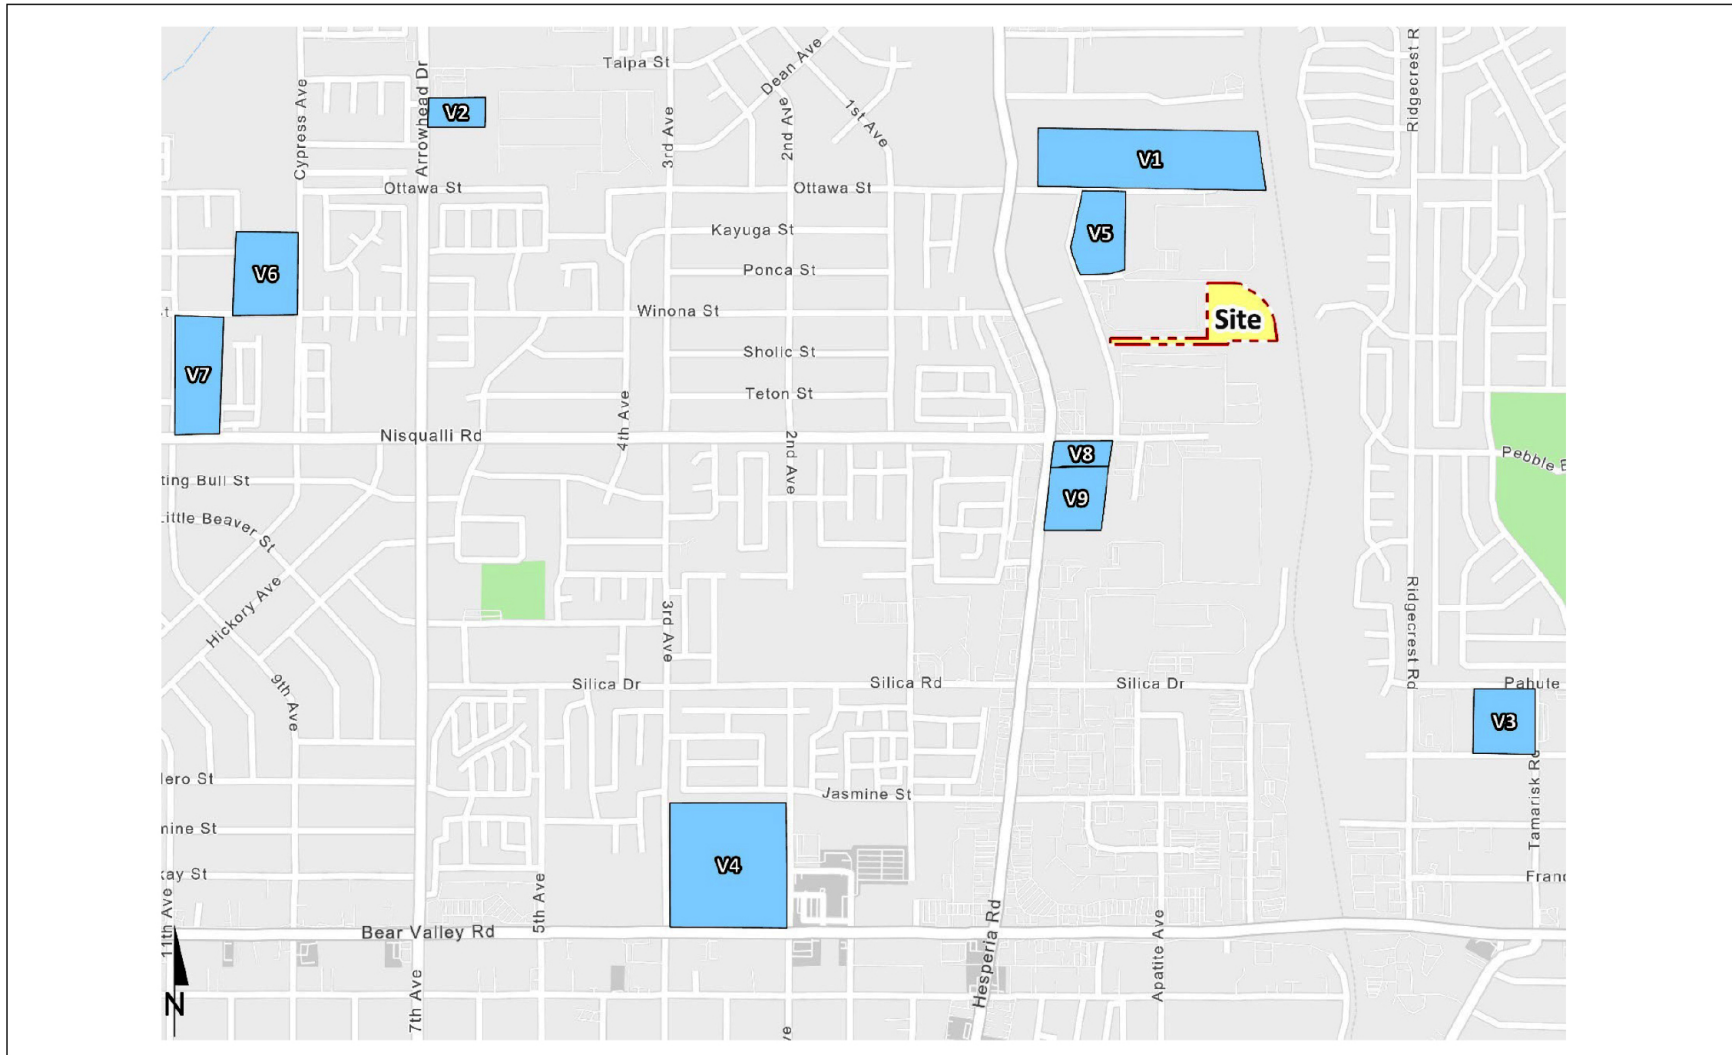 Talpa St
Dean Ave
1st Ave
2nd Ave
3rd Ave
Cypress Ave
Arrowhead Dr
Ridgecrest R
V2
V1
Ottawa St
Ottawa St
Kayuga St
V5
V6
Ponca St
Winona St
Site
Sholic St
V7
Teton St
4th Ave
Nisqualli Rd
2nd Ave
V8
Pebble B
ting Bull St
V9
Little Beaver St
Hickory Ave
3rd Ave
Ridgecrest Rd
9th Ave
Silica Dr
Silica Rd
Silica Dr
Pahute
V3
lero St
Jasmine St
Tamarisk Rd
mine St
V4
kay St
Franc
11th Ave
5th Ave
Bear Valley Rd
Hesperia Rd
Apatite Ave
7th Ave
N